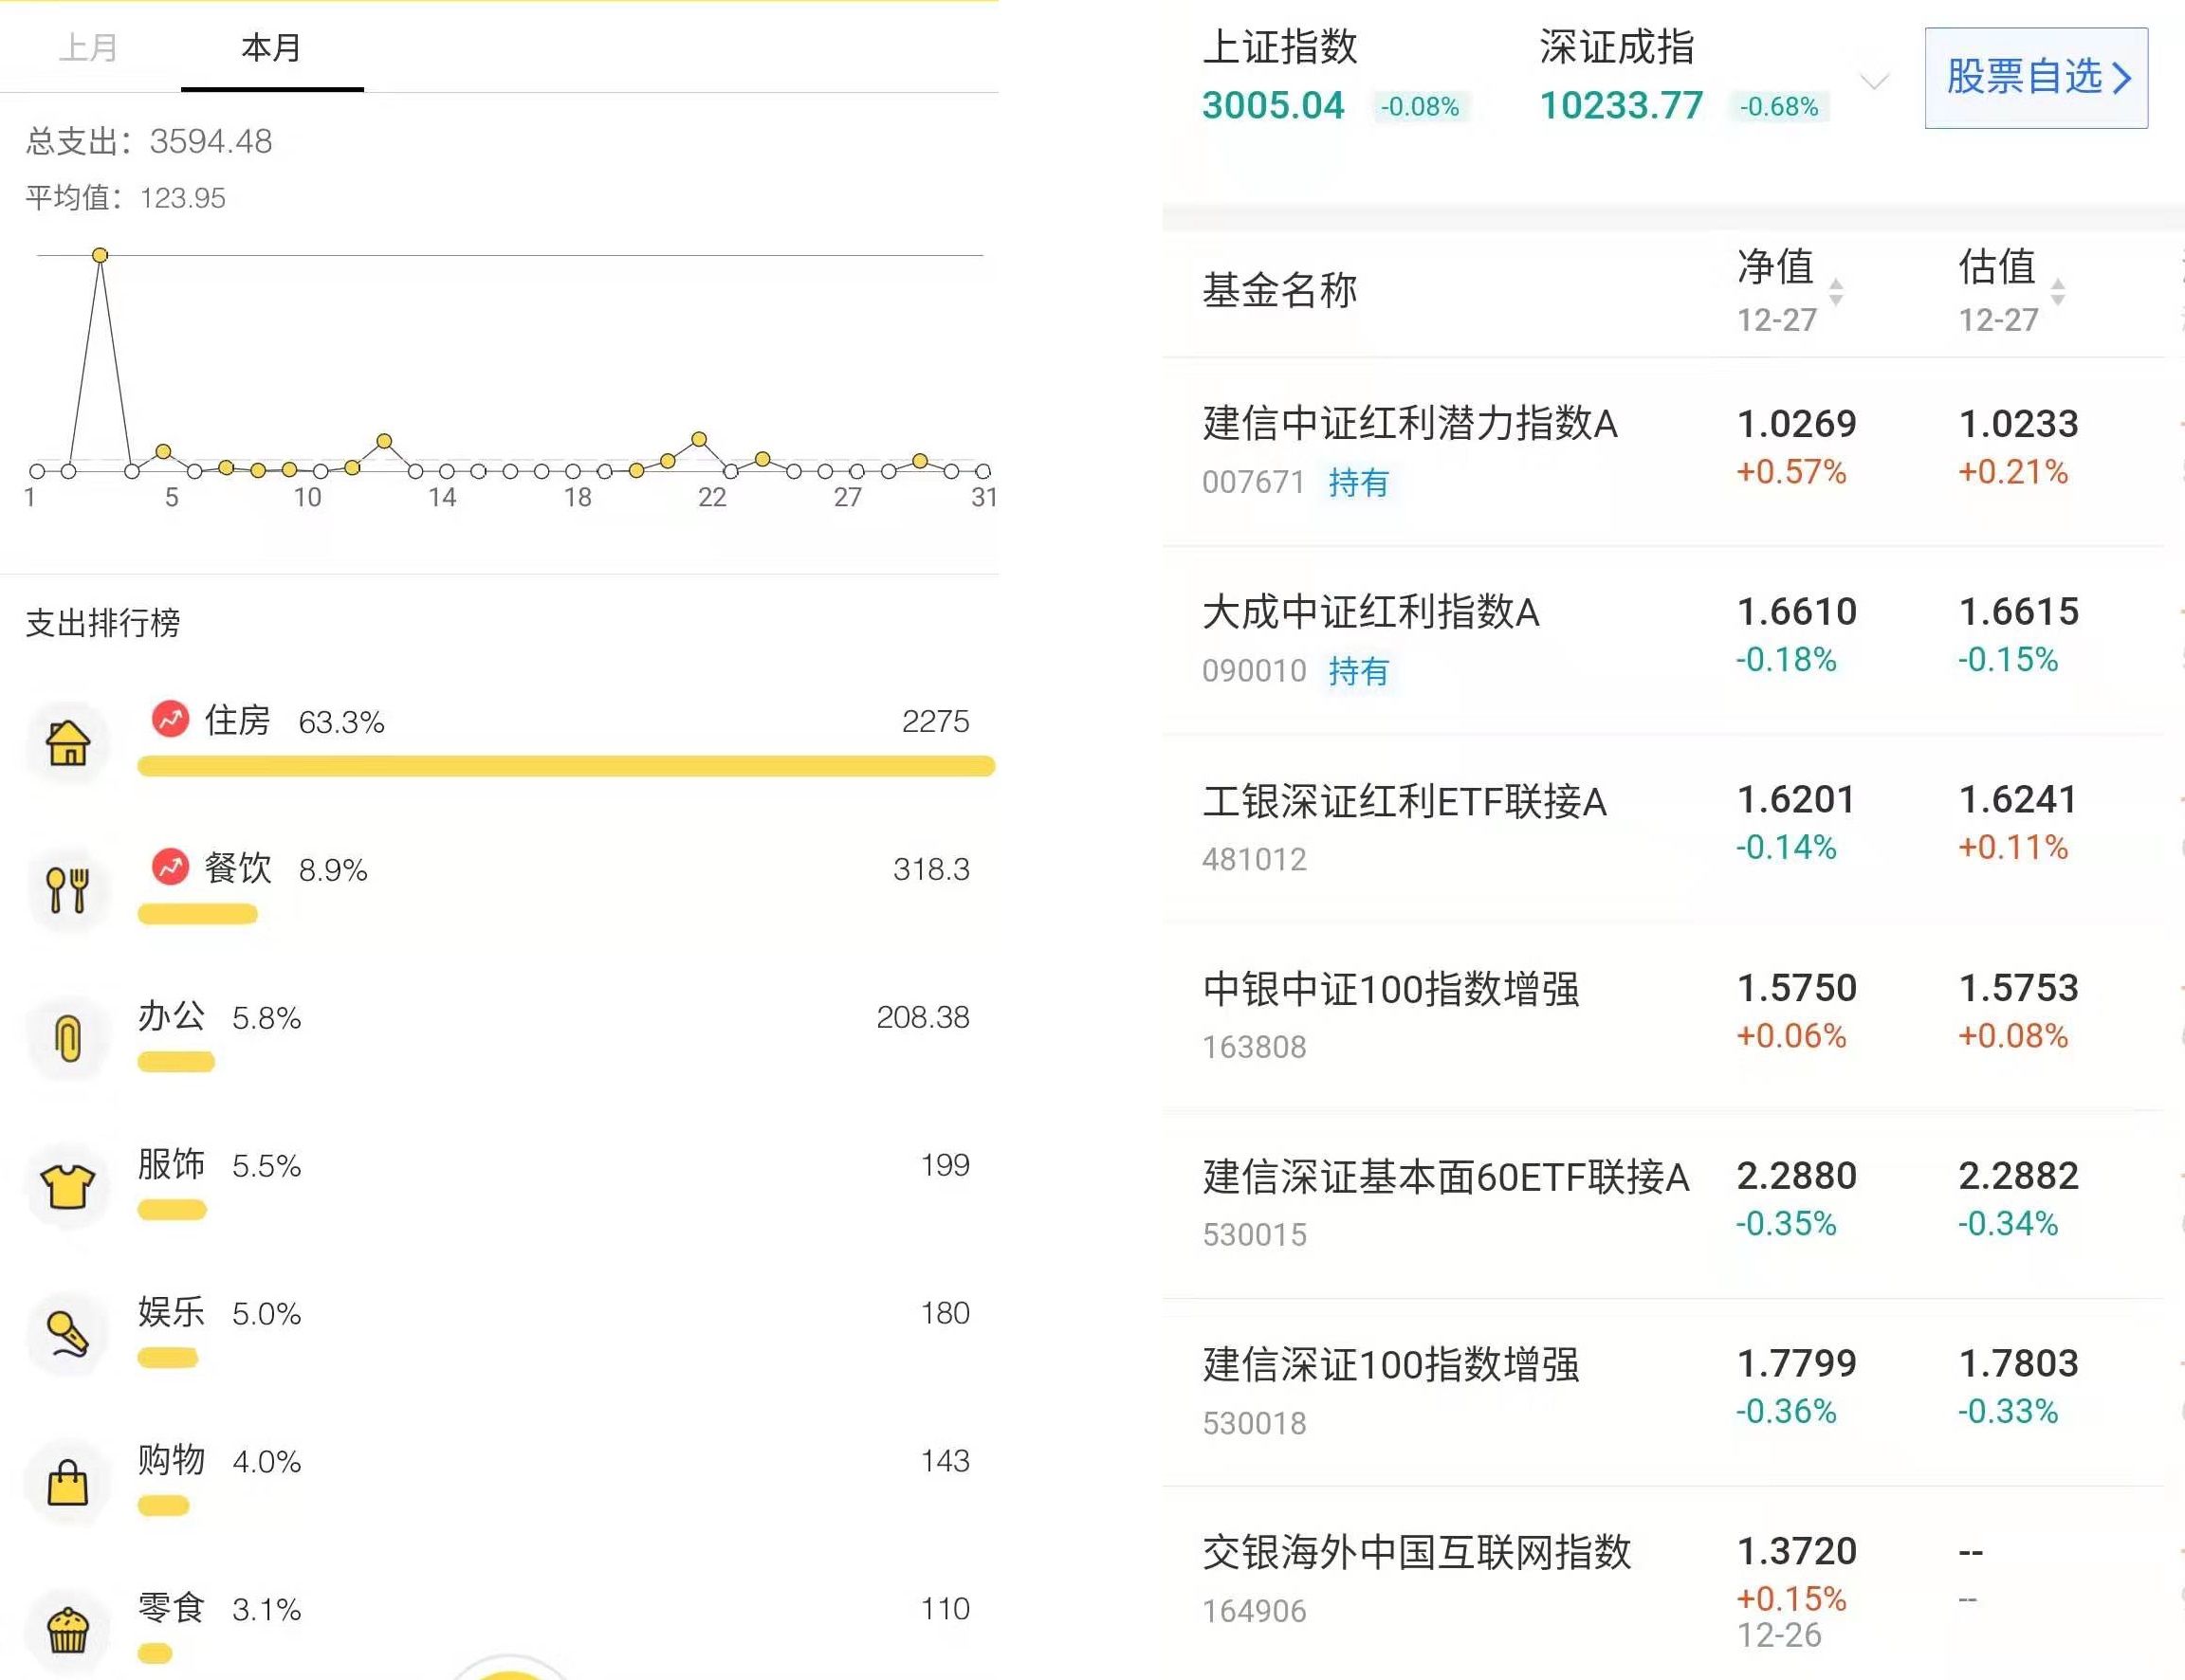 上月
本月
总支出：3594.48
平均值：123.95
1 5 10 14 18 22 27 31
支出排行榜
住房 63.3% 2275
餐饮 8.9% 318.3
办公 5.8% 208.38
服饰 5.5% 199
娱乐 5.0% 180
购物 4.0% 143
零食 3.1% 110
上证指数 深证成指
3005.04 -0.08% 10233.77 -0.68%
股票自选
基金名称 净值 估值
12-27 12-27
建信中证红利潜力指数A 1.0269 1.0233
007671 持有 +0.57% +0.21%
大成中证红利指数A 1.6610 1.6615
090010 持有 -0.18% -0.15%
工银深证红利ETF联接A 1.6201 1.6241
481012 -0.14% +0.11%
中银中证100指数增强 1.5750 1.5753
163808 +0.06% +0.08%
建信深证基本面60ETF联接A 2.2880 2.2882
530015 -0.35% -0.34%
建信深证100指数增强 1.7799 1.7803
530018 -0.36% -0.33%
交银海外中国互联网指数 1.3720 --
164906 +0.15% --
12-26